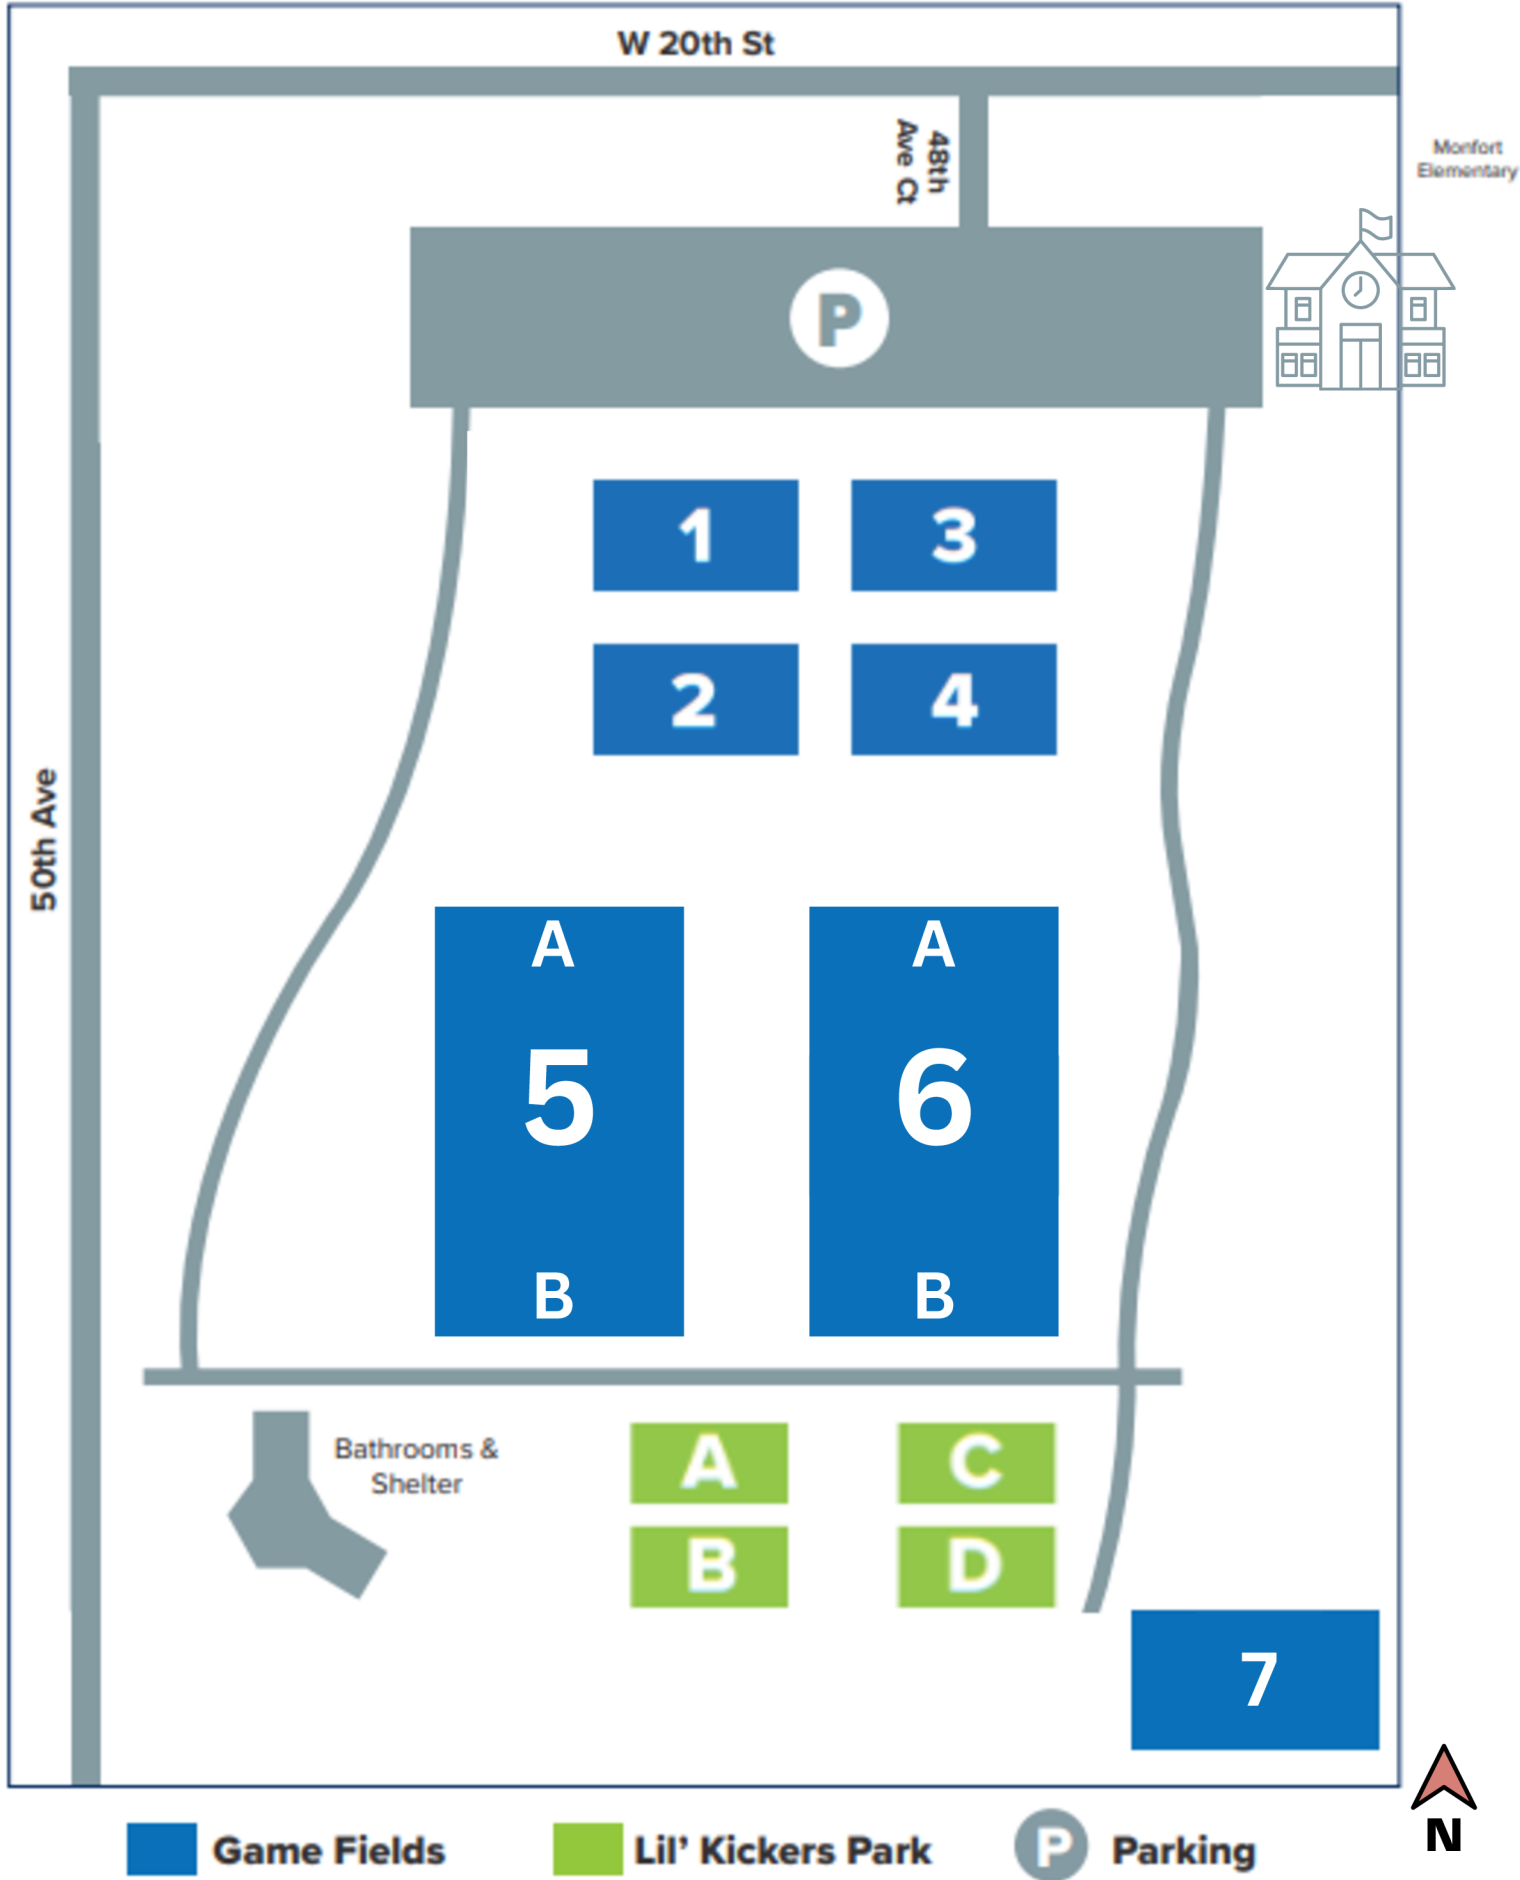 W 20th St
48th
Ave Ct
Monfort
Elementary
P
1
3
2
4
50th Ave
A
A
5
6
B
B
Bathrooms &
Shelter
A
C
B
D
7
N
Game Fields
Lil’ Kickers Park
P
Parking